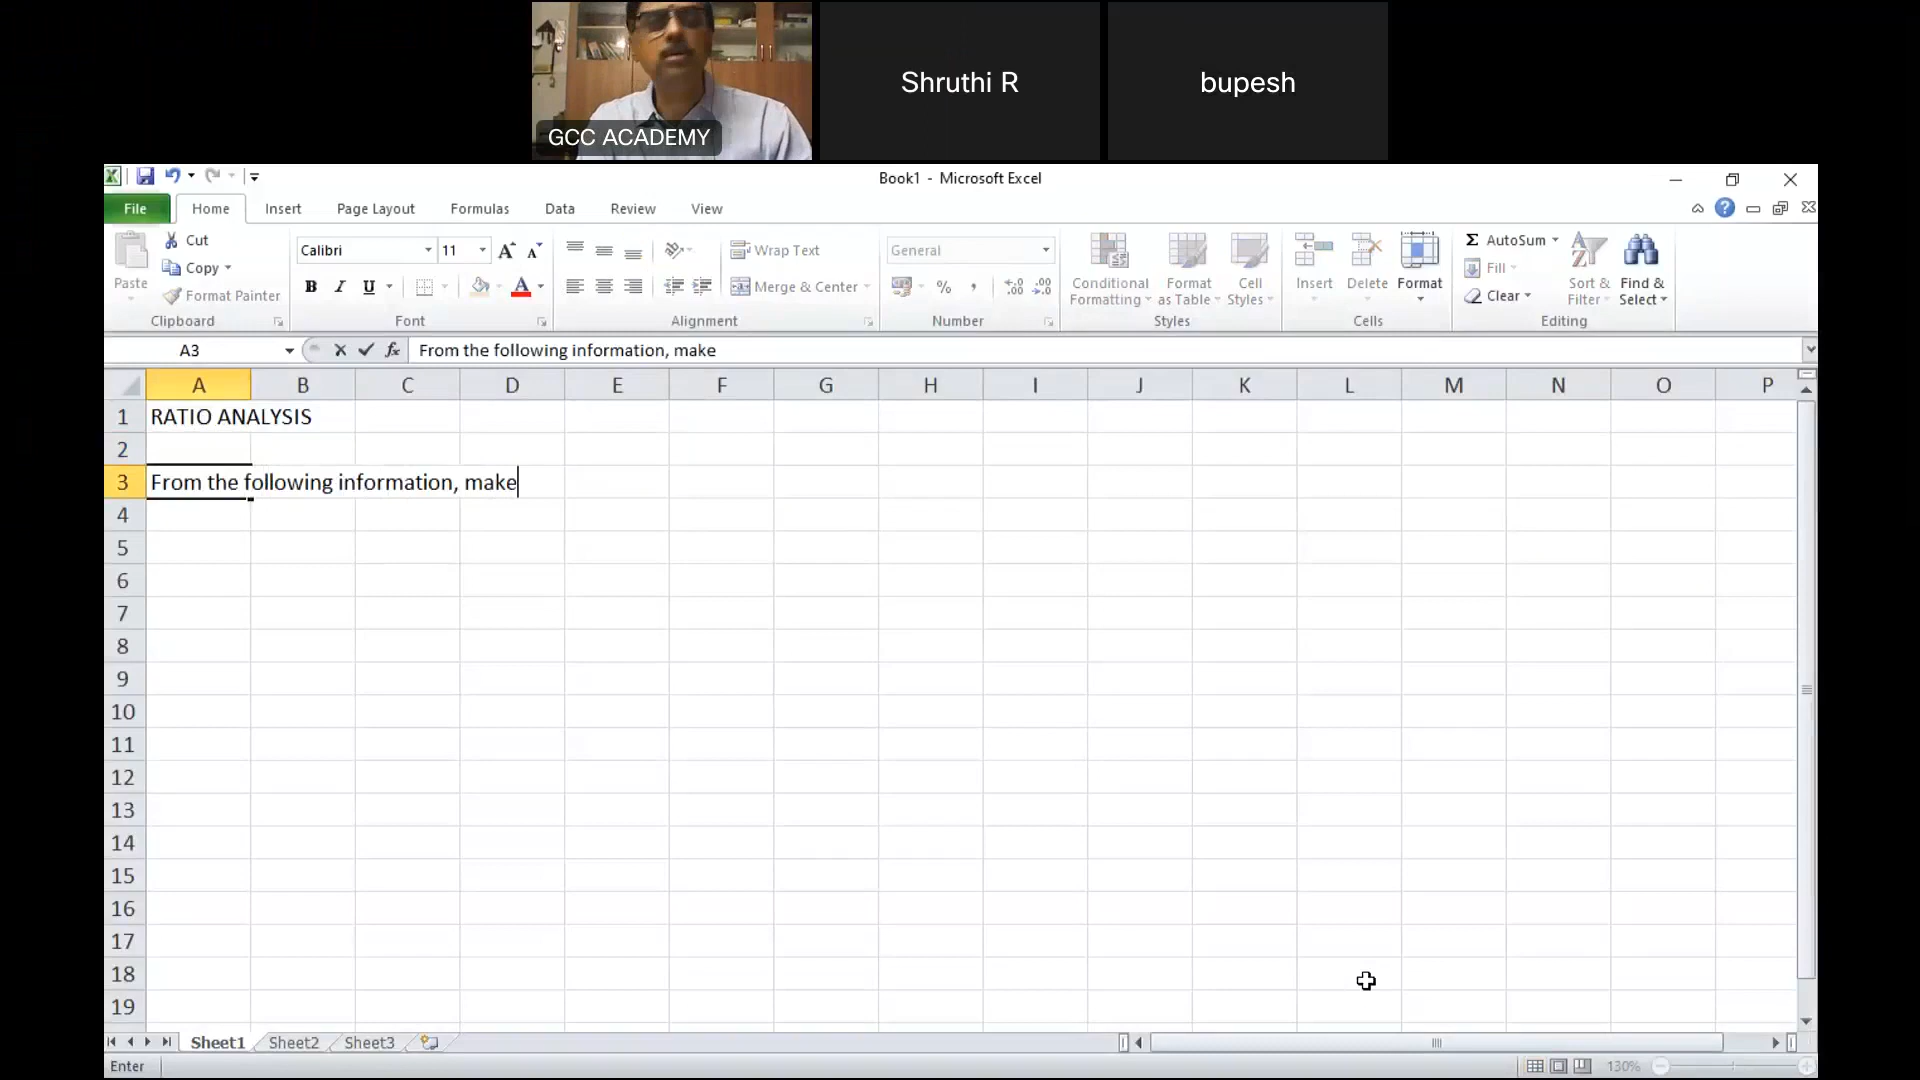 GCC ACADEMY
Shruthi R
bupesh
Book1 - Microsoft Excel
File Home Insert Page Layout Formulas Data Review View
Paste
Cut
Copy
Format Painter
Clipboard
Calibri 11
B I U A
Font
Wrap Text
Merge & Center
Alignment
General
%
Number
Conditional Formatting
Format as Table
Cell Styles
Styles
Insert Delete Format
Cells
Σ AutoSum
Fill
Clear
Sort & Filter
Find & Select
Editing
A3 fx From the following information, make
A B C D E F G H I J K L M N O P
1 RATIO ANALYSIS
2
3 From the following information, make
4
5
6
7
8
9
10
11
12
13
14
15
16
17
18
19
Sheet1 Sheet2 Sheet3
Enter 130%